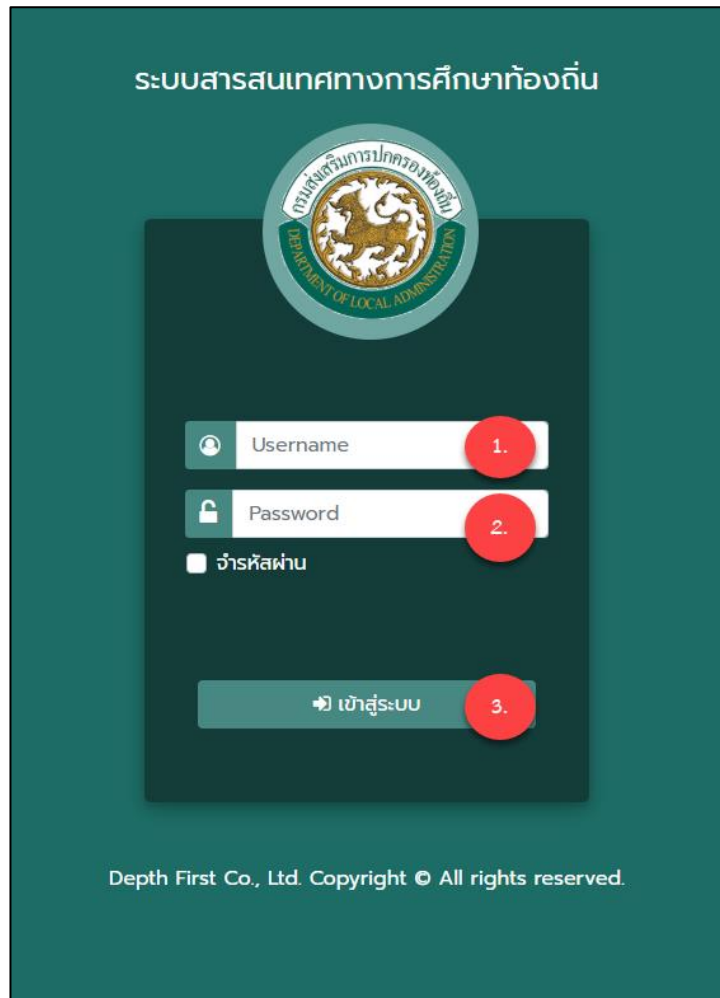 ระบบสารสนเทศทางการศึกษาท้องถิ่น
กรมส่งเสริมการปกครองท้องถิ่น
DEPARTMENT OF LOCAL ADMINISTRATION
Username
1.
Password
2.
จำรหัสผ่าน
เข้าสู่ระบบ
3.
Depth First Co., Ltd. Copyright © All rights reserved.